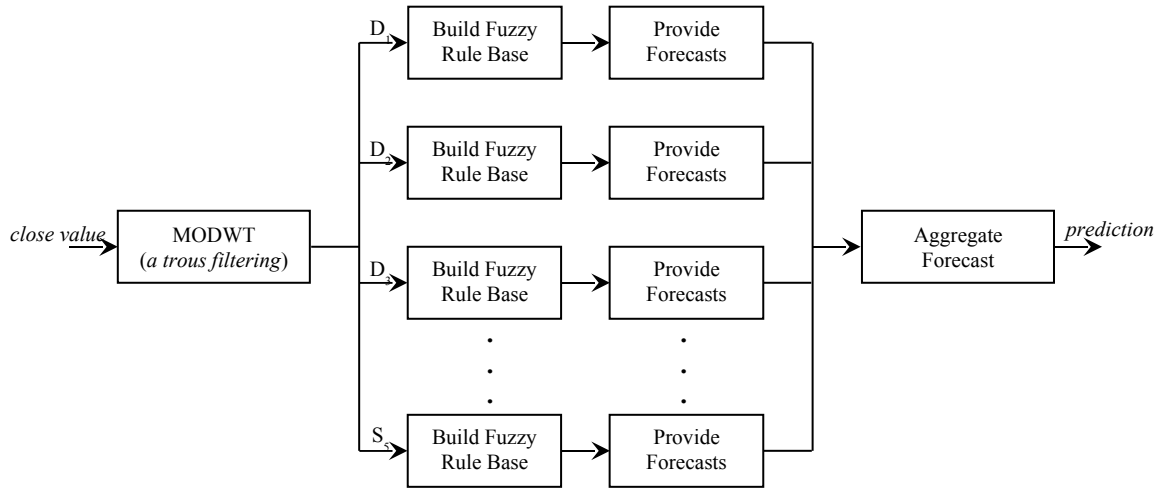 D1
Build Fuzzy
Rule Base
Provide
Forecasts
D2
Build Fuzzy
Rule Base
Provide
Forecasts
close value
MODWT
(a trous filtering)
D3
Build Fuzzy
Rule Base
Provide
Forecasts
Aggregate
Forecast
prediction
S5
Build Fuzzy
Rule Base
Provide
Forecasts